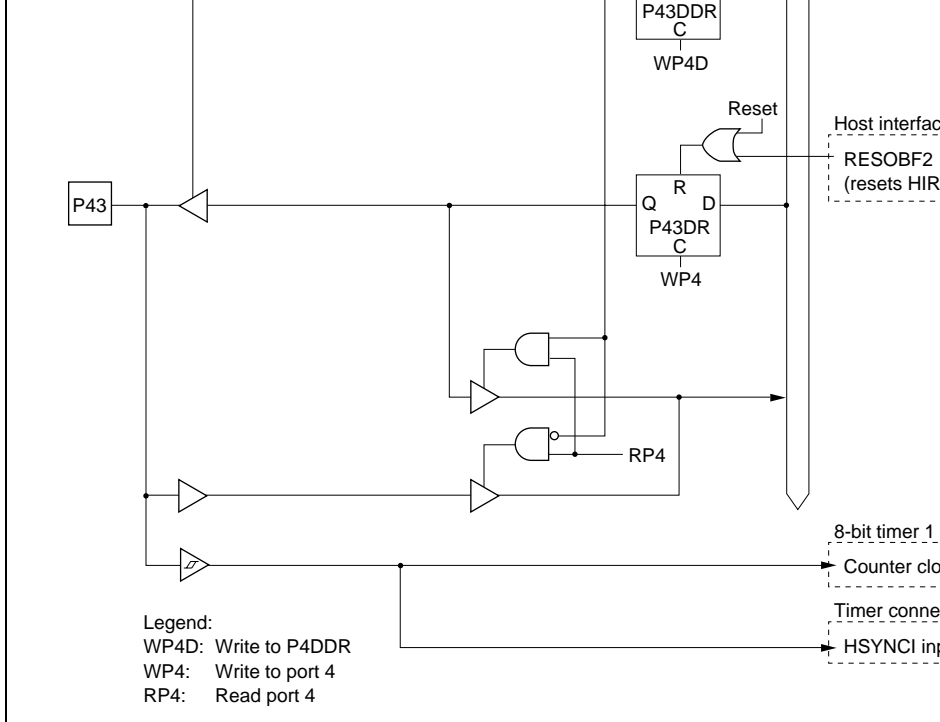 P43DDR
C
WP4D
Reset
Host interfac
RESOBF2
(resets HIR
P43
R
Q D
P43DR
C
WP4
RP4
8-bit timer 1
Counter clo
Timer conne
HSYNCI inp
Legend:
WP4D: Write to P4DDR
WP4: Write to port 4
RP4: Read port 4